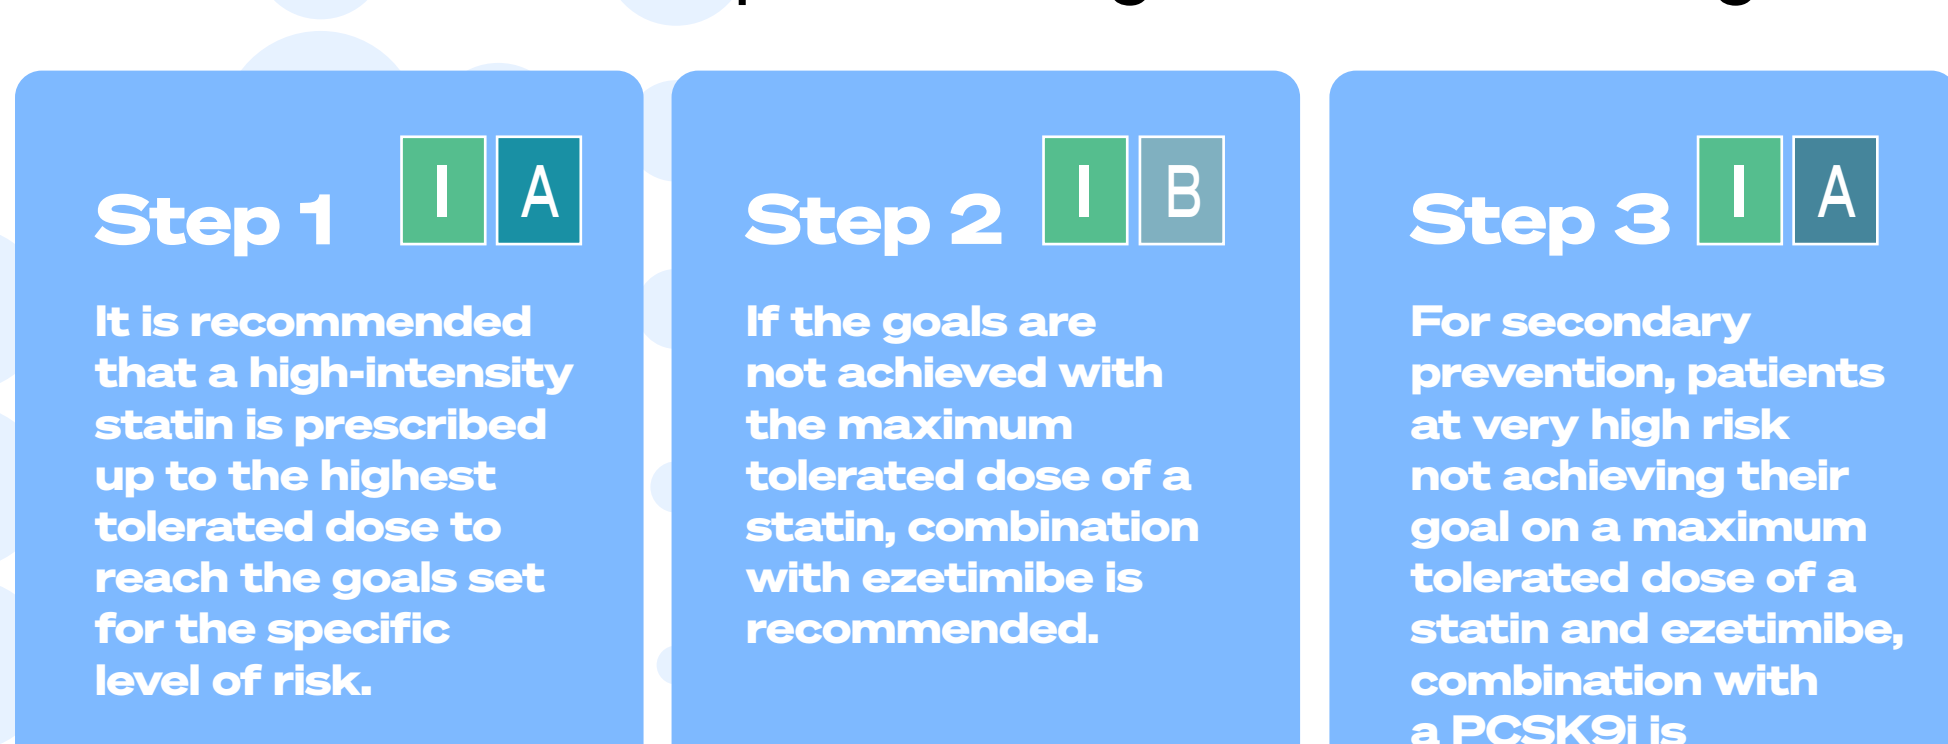 Step 1
I A
It is recommended
that a high-intensity
statin is prescribed
up to the highest
tolerated dose to
reach the goals set
for the specific
level of risk.
Step 2
I B
If the goals are
not achieved with
the maximum
tolerated dose of a
statin, combination
with ezetimibe is
recommended.
Step 3
I A
For secondary
prevention, patients
at very high risk
not achieving their
goal on a maximum
tolerated dose of a
statin and ezetimibe,
combination with
a PCSK9i is